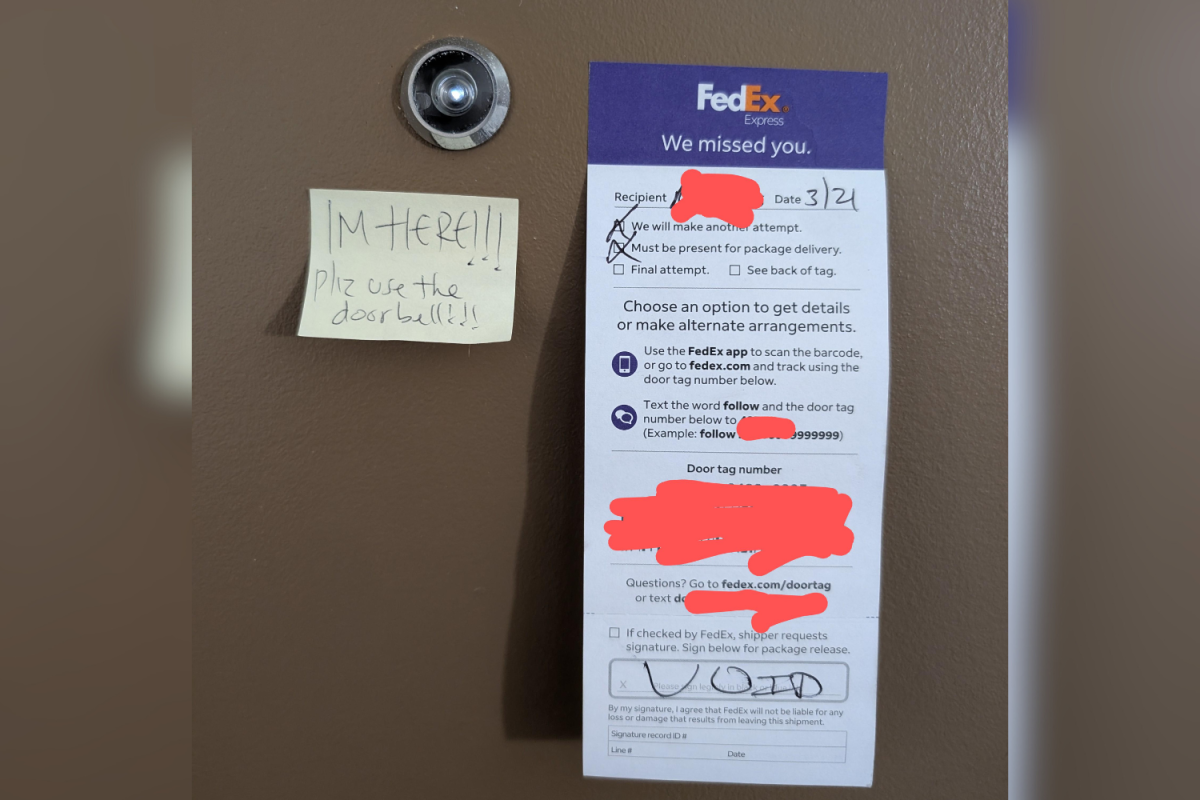 IM HERE!!!
pliz use the
doorbell!!!
FedEx®
Express
We missed you.
Recipient Date 3/21
We will make another attempt.
Must be present for package delivery.
Final attempt. See back of tag.
Choose an option to get details
or make alternate arrangements.
Use the FedEx app to scan the barcode,
or go to fedex.com and track using the
door tag number below.
Text the word follow and the door tag
number below to
(Example: follow 9999999)
Door tag number
Questions? Go to fedex.com/doortag
or text
If checked by FedEx, shipper requests
signature. Sign below for package release.
VOID
X Please sign legibly in
By my signature, I agree that FedEx will not be liable for any
loss or damage that results from leaving this shipment.
Signature record ID #
Line # Date